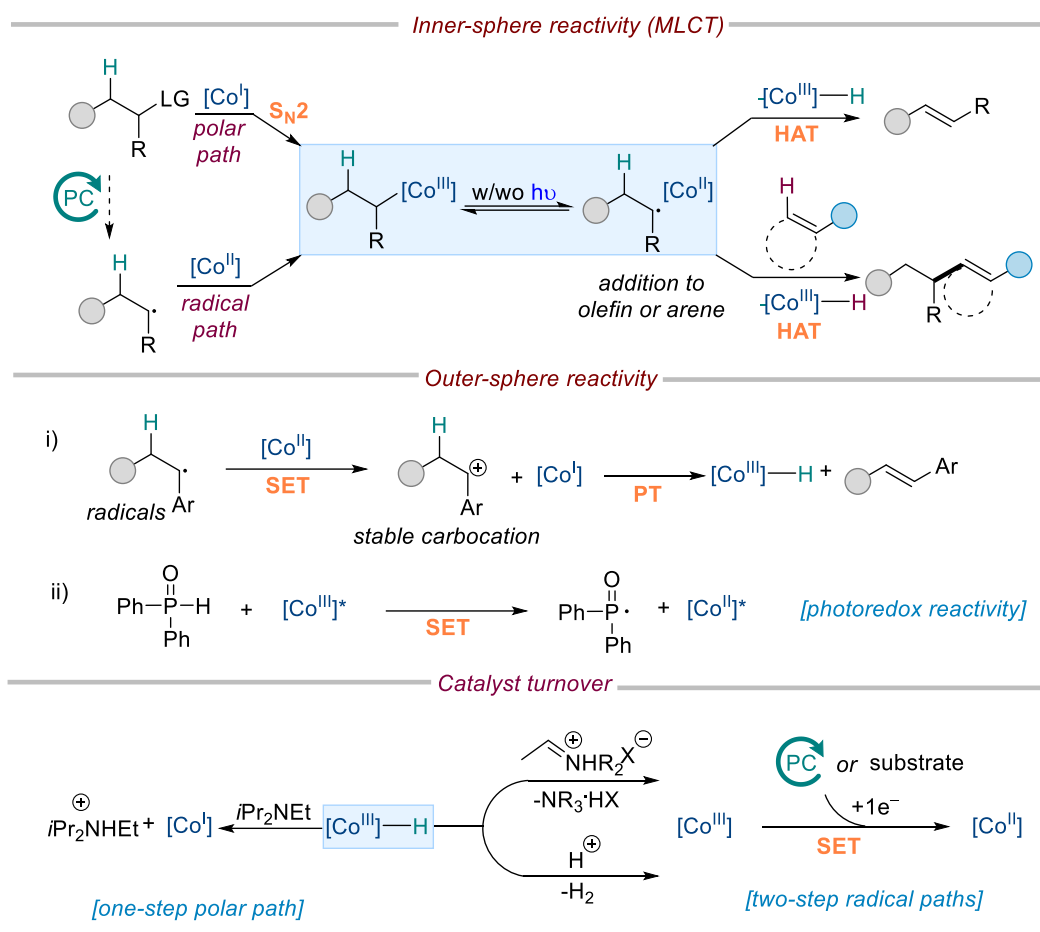 Inner-sphere reactivity (MLCT)
H
LG
R
[Co^I]
S_N2
polar
path
PC
H
R
[Co^II]
radical
path
H
[Co^III]
R
w/wo hυ
H
[Co^II]
R
addition to
olefin or arene
-[Co^III]—H
HAT
R
H
-[Co^III]—H
HAT
R
Outer-sphere reactivity
i)
H
Ar
radicals
[Co^II]
SET
H
⊕
Ar
stable carbocation
+ [Co^I]
PT
[Co^III]—H +
Ar
ii)
O
Ph—P—H
Ph
+ [Co^III]*
SET
O
Ph—P·
Ph
+ [Co^II]*
[photoredox reactivity]
Catalyst turnover
⊕
iPr₂NHEt + [Co^I]
iPr₂NEt
[Co^III]—H
⊕ ⊖
NHR₂X
-NR₃·HX
H⊕
-H₂
[Co^III]
PC or substrate
+1e⁻
SET
[Co^II]
[one-step polar path]
[two-step radical paths]